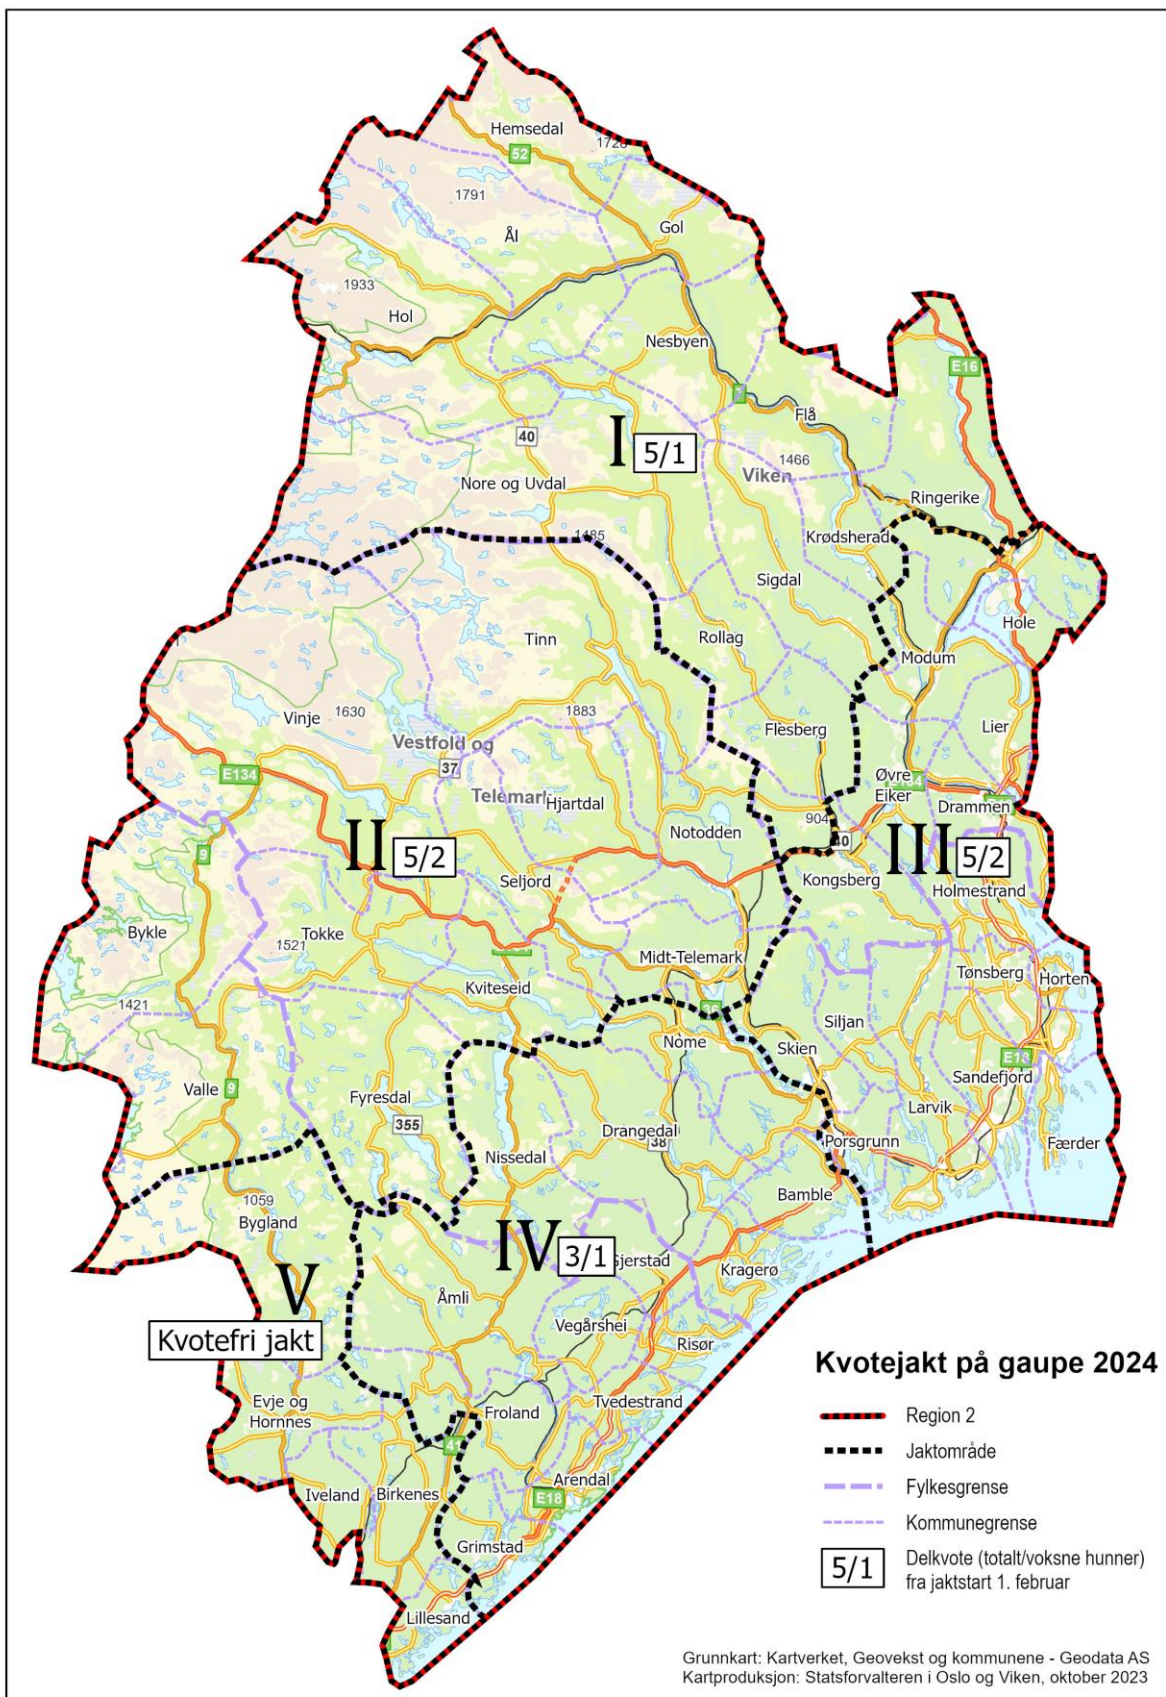 Hemsedal
1726
52
1791
Ål
Gol
1933
Hol
Nesbyen
E16
Flå
40
I
5/1
1466
Viken
Nore og Uvdal
Ringerike
1485
Krødsherad
Sigdal
Hole
Tinn
Rollag
Modum
1630
Vinje
1883
Flesberg
Lier
Vestfold og
37
E134
Øvre
Eiker
Telemark
Hjartdal
Drammen
904
Notodden
40
9
II
5/2
III
5/2
Seljord
Kongsberg
Holmestrand
Bykle
Tokke
1521
Midt-Telemark
Tønsberg
Horten
Kviteseid
1421
36
Siljan
Nome
Skien
E18
Sandefjord
Valle
9
Fyresdal
Larvik
355
Drangedal
38
Porsgrunn
Færder
Nissedal
1059
Bygland
Bamble
IV
3/1
Gjerstad
Kragerø
V
Åmli
Kvotefri jakt
Vegårshei
Risør
Kvotejakt på gaupe 2024
Evje og
Hornnes
Froland
Tvedestrand
Region 2
41
Jaktområde
Arendal
Iveland
Birkenes
E18
Fylkesgrense
Kommunegrense
Grimstad
5/1
Delkvote (totalt/voksne hunner)
fra jaktstart 1. februar
Lillesand
Grunnkart: Kartverket, Geovekst og kommunene - Geodata AS
Kartproduksjon: Statsforvalteren i Oslo og Viken, oktober 2023